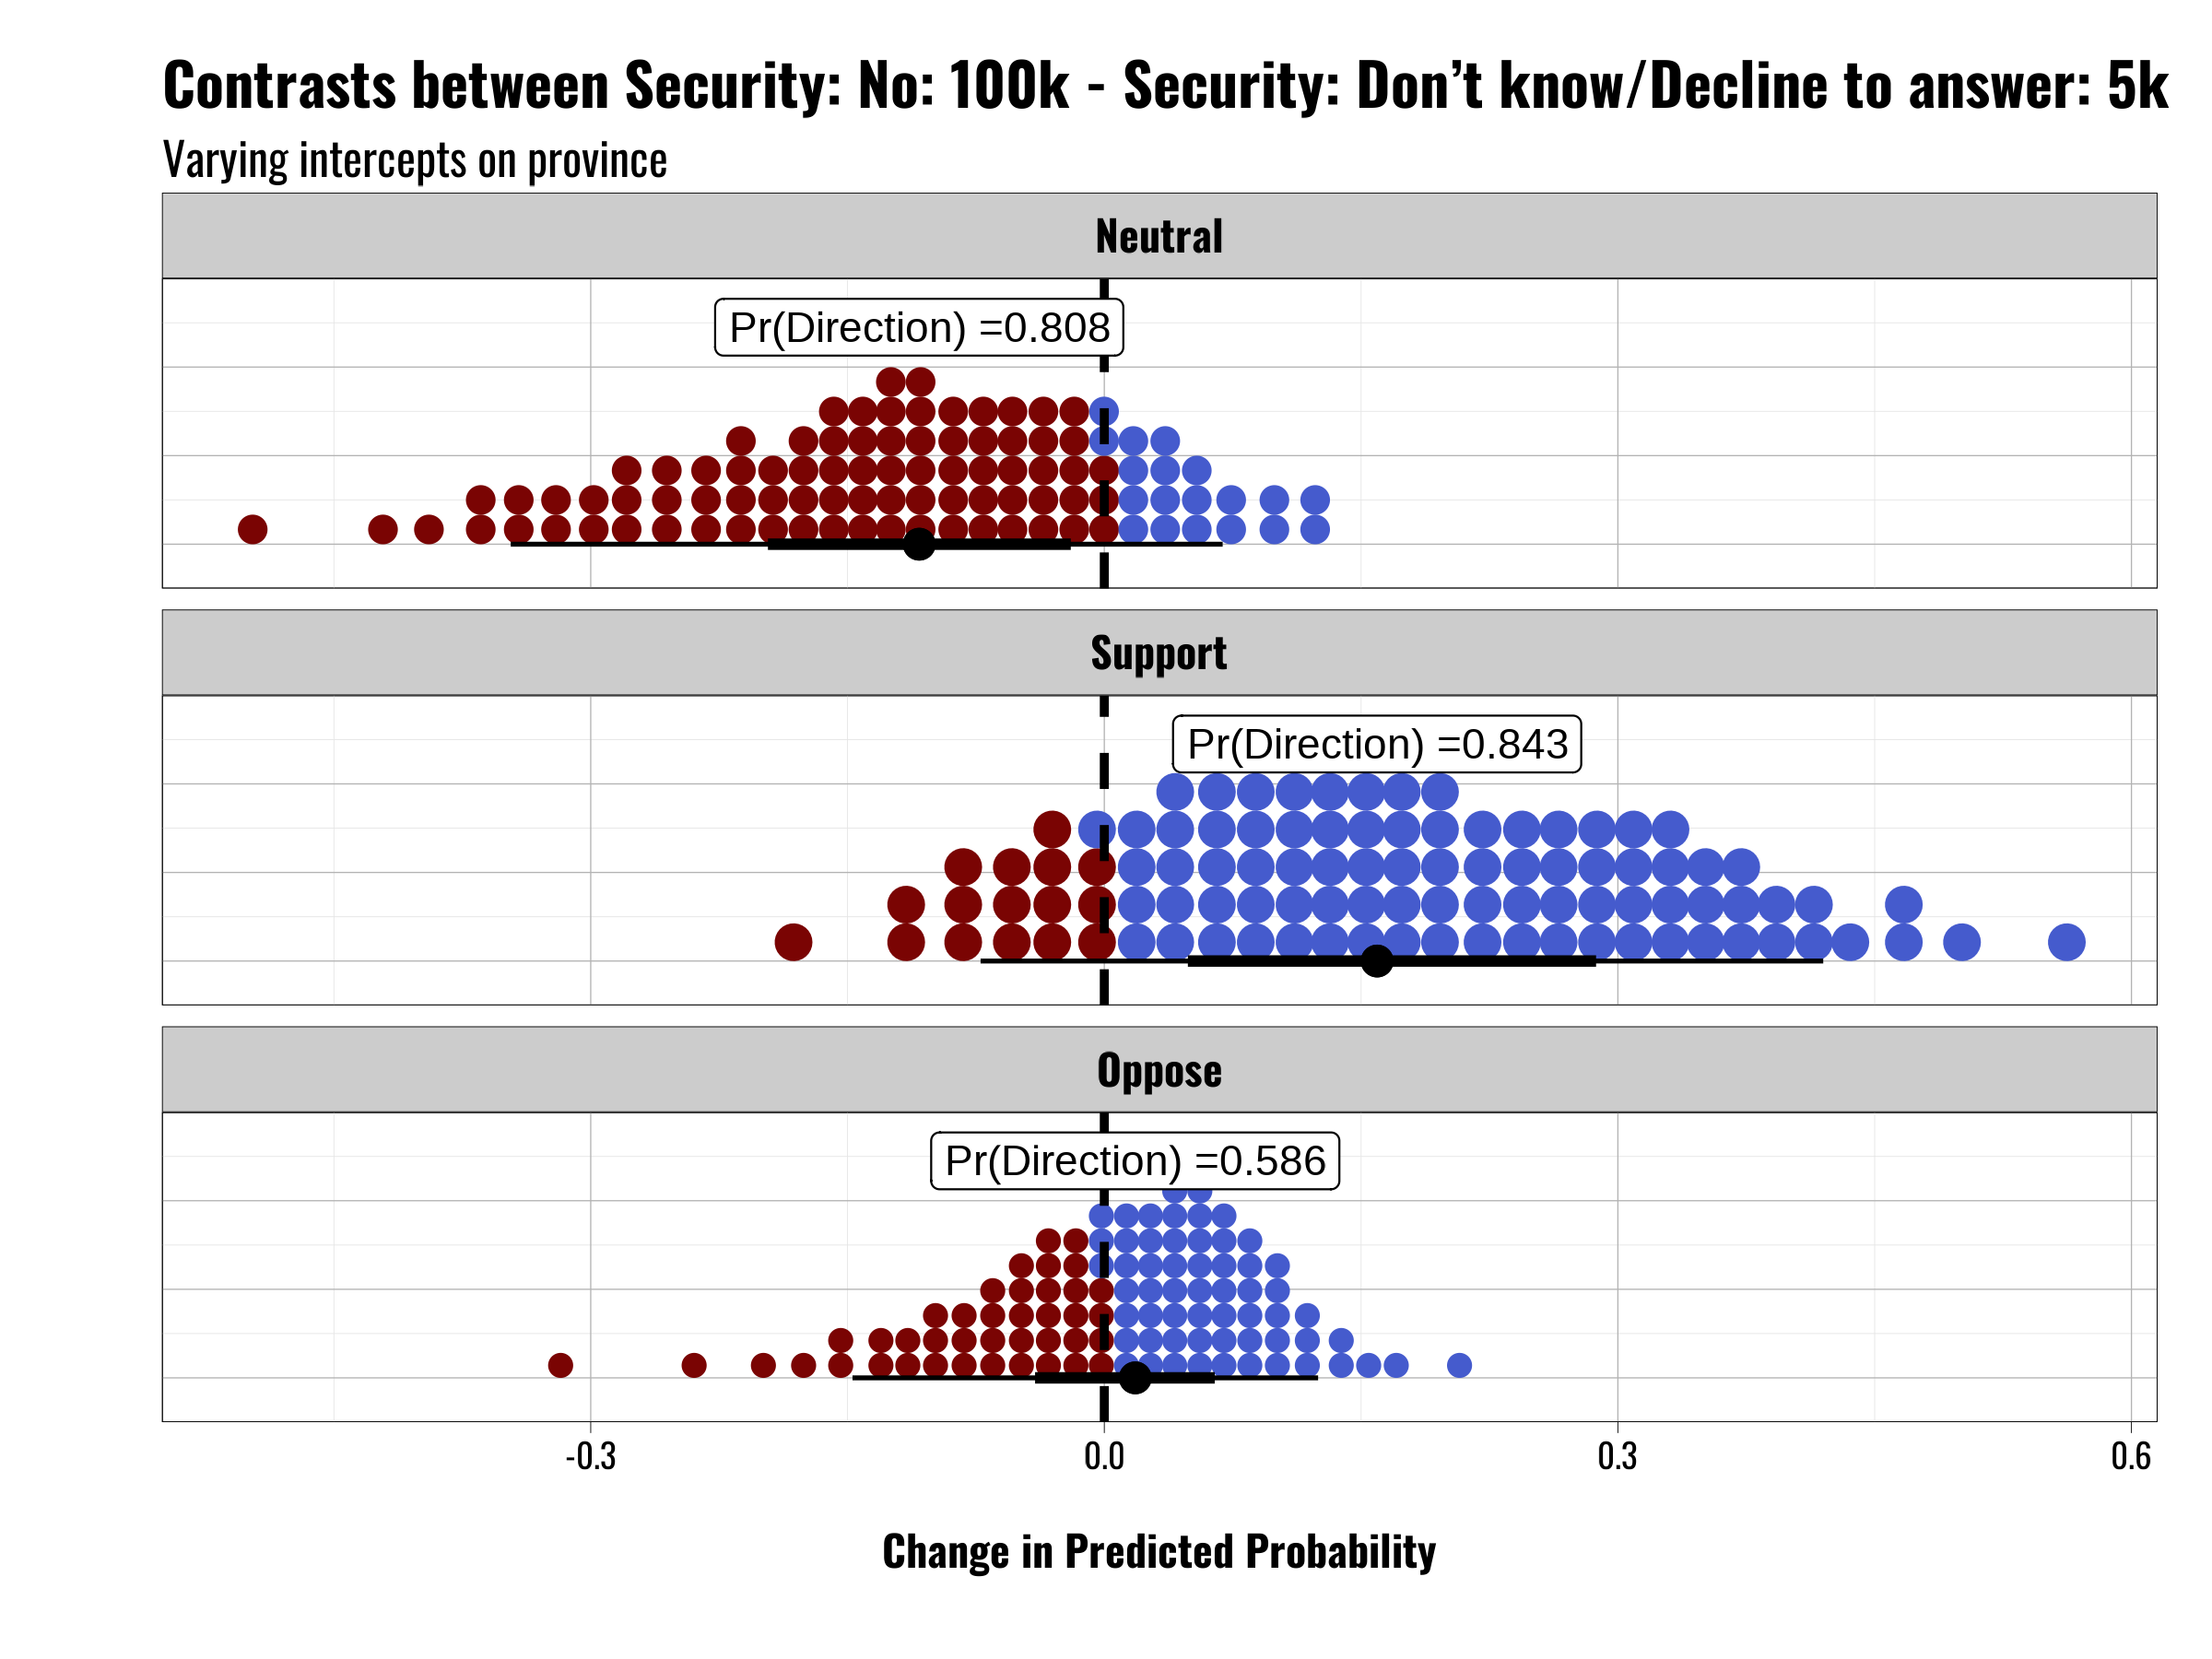 Contrasts between Security: No: 100k - Security: Don’t know/Decline to answer: 5k
Varying intercepts on province
Neutral
Pr(Direction) =0.808
Support
Pr(Direction) =0.843
Oppose
Pr(Direction) =0.586
-0.3 0.0 0.3 0.6
Change in Predicted Probability